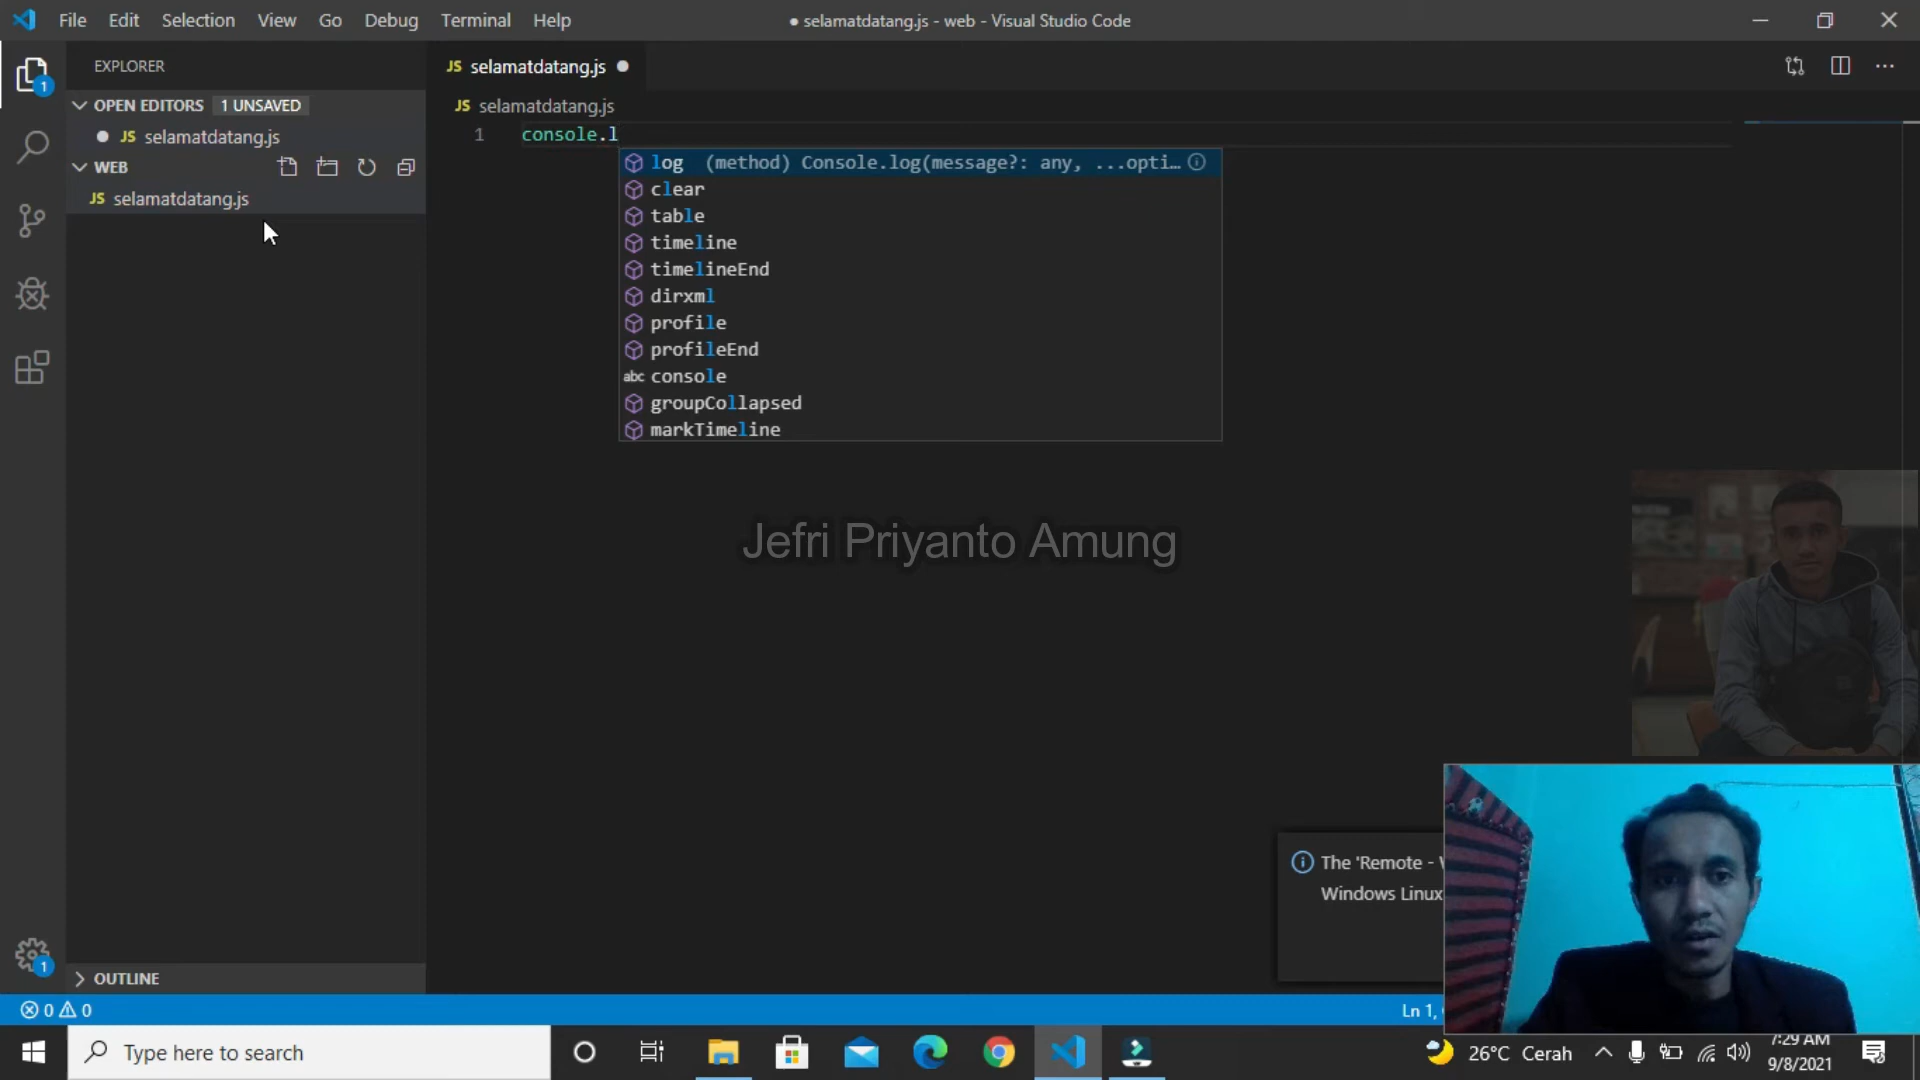 File Edit Selection View Go Debug Terminal Help
● selamatdatang.js - web - Visual Studio Code
EXPLORER
OPEN EDITORS 1 UNSAVED
JS selamatdatang.js
WEB
JS selamatdatang.js
OUTLINE
JS selamatdatang.js ●
JS selamatdatang.js
1 console.l
log (method) Console.log(message?: any, ...opti…
clear
table
timeline
timelineEnd
dirxml
profile
profileEnd
abc console
groupCollapsed
markTimeline
Jefri Priyanto Amung
The 'Remote -
Windows Linux
1
1
0 0
Ln 1,
Type here to search
26°C Cerah
7:29 AM
9/8/2021